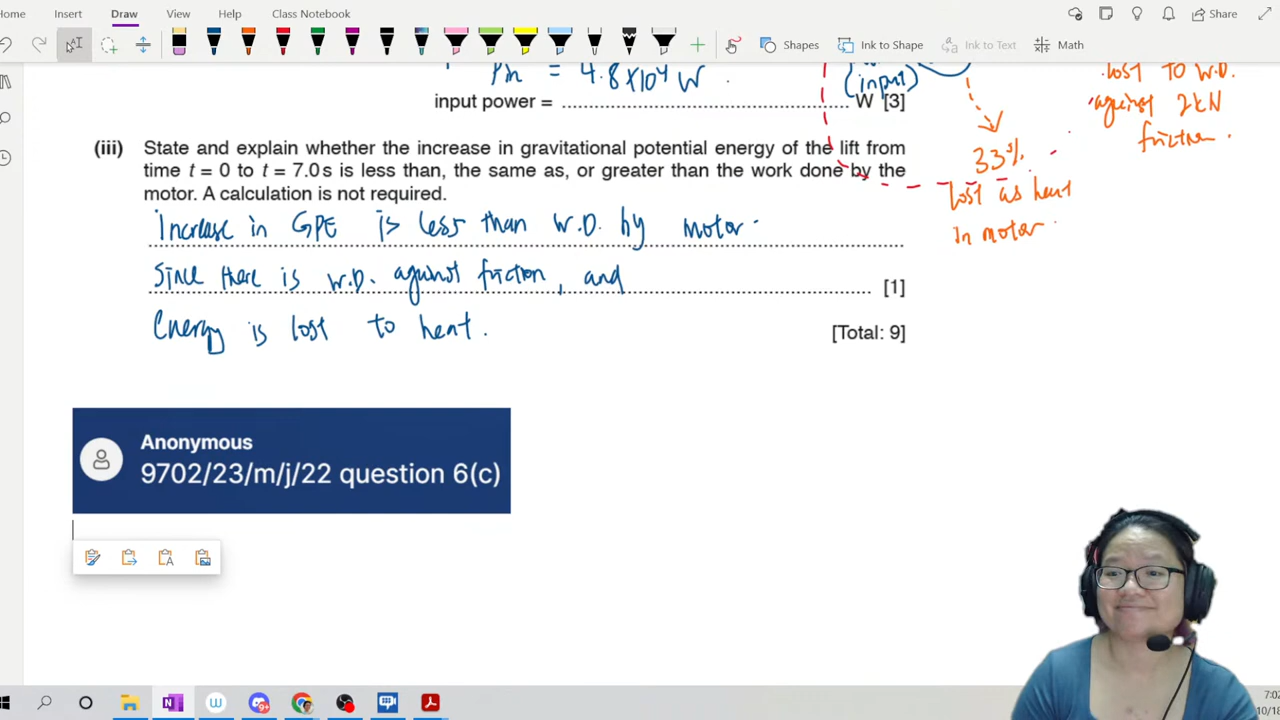 Home Insert Draw View Help Class Notebook Share
Shapes Ink to Shape Ink to Text Math
= 4.8×10⁴ W
(input)
input power = ........ W [3]
lost to W.D.
against 2kN
friction.
33%
lost as heat
in motor
(iii) State and explain whether the increase in gravitational potential energy of the lift from
time t = 0 to t = 7.0 s is less than, the same as, or greater than the work done by the
motor. A calculation is not required.
Increase in GPE is less than W.D. by motor.
Since there is W.D. against friction, and
[1]
Energy is lost to heat.
[Total: 9]
Anonymous
9702/23/m/j/22 question 6(c)
7:02
10/18